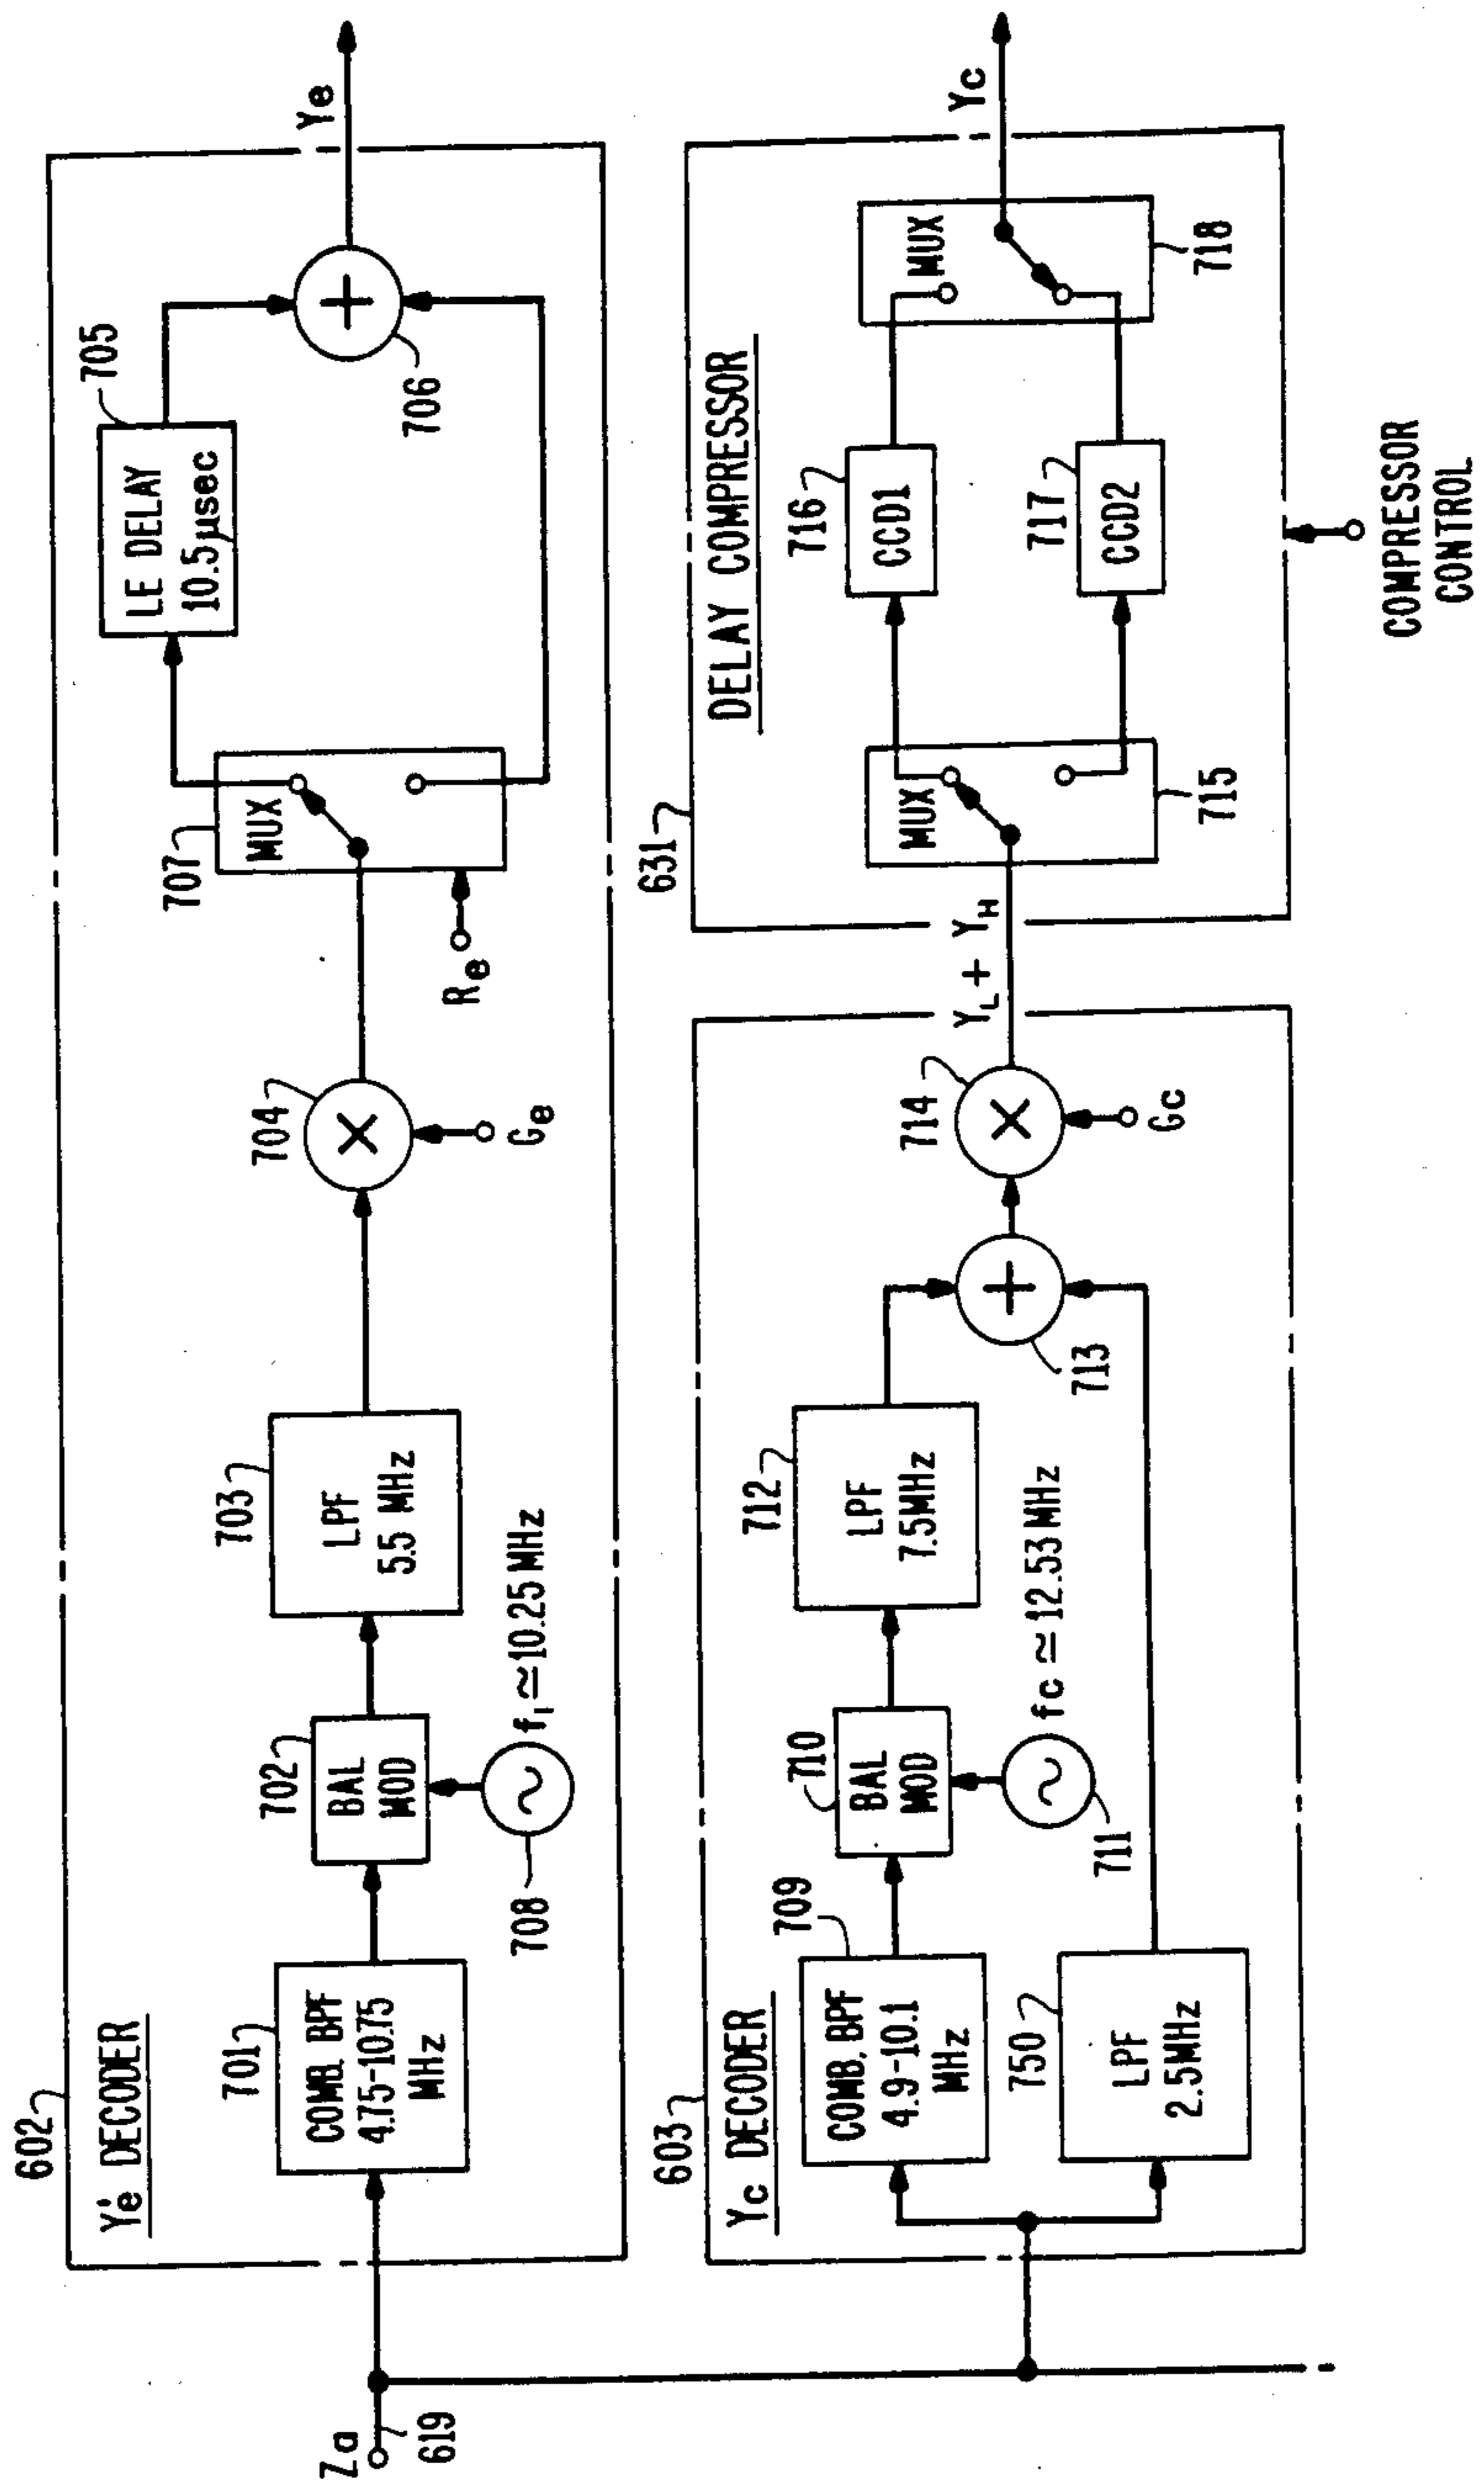 602
Y'e DECODER
701
COMB. BPF
4.75-10.75
MHz
702
BAL
MOD
708
f₁ ≃ 10.25 MHz
703
LPF
5.5 MHz
704
Ge
707
MUX
Re
LE DELAY
10.5 μsec
705
706
Ye
Za
619
603
Yc DECODER
709
COMB. BPF
4.9-10.1
MHz
750
LPF
2.5MHz
710
BAL
MOD
711
fc ≃ 12.53 MHz
712
LPF
7.5MHz
713
714
Gc
YL + YH
631
DELAY COMPRESSOR
MUX
715
716
CCD1
717
CCD2
MUX
718
Yc
COMPRESSOR
CONTROL